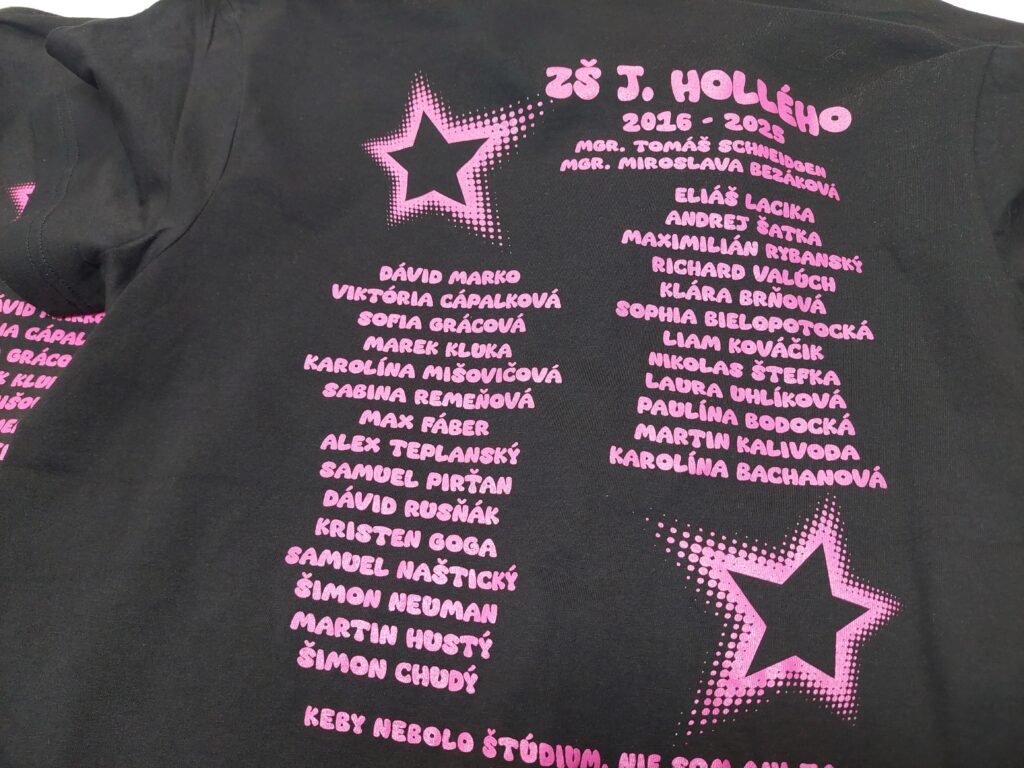 ZŠ J. HOLLÉHO
2016 - 2025
MGR. TOMÁŠ SCHNEIDGEN
MGR. MIROSLAVA BEZÁKOVÁ
ELIÁŠ LACIKA
ANDREJ ŠATKA
MAXIMILIÁN RYBANSKÝ
RICHARD VALÚCH
KLÁRA BRŇOVÁ
SOPHIA BIELOPOTOCKÁ
LIAM KOVÁČIK
NIKOLAS ŠTEFKA
LAURA UHLÍKOVÁ
PAULÍNA BODOCKÁ
MARTIN KALIVODA
KAROLÍNA BACHANOVÁ
DÁVID MARKO
VIKTÓRIA CÁPALKOVÁ
SOFIA GRÁCOVÁ
MAREK KLUKA
KAROLÍNA MIŠOVIČOVÁ
SABINA REMEŇOVÁ
MAX FÁBER
ALEX TEPLANSKÝ
SAMUEL PIRŤAN
DÁVID RUSŇÁK
KRISTEN GOGA
SAMUEL NAŠTICKÝ
ŠIMON NEUMAN
MARTIN HUSTÝ
ŠIMON CHUDÝ
KEBY NEBOLO ŠTÚDIUM, NIE SOM